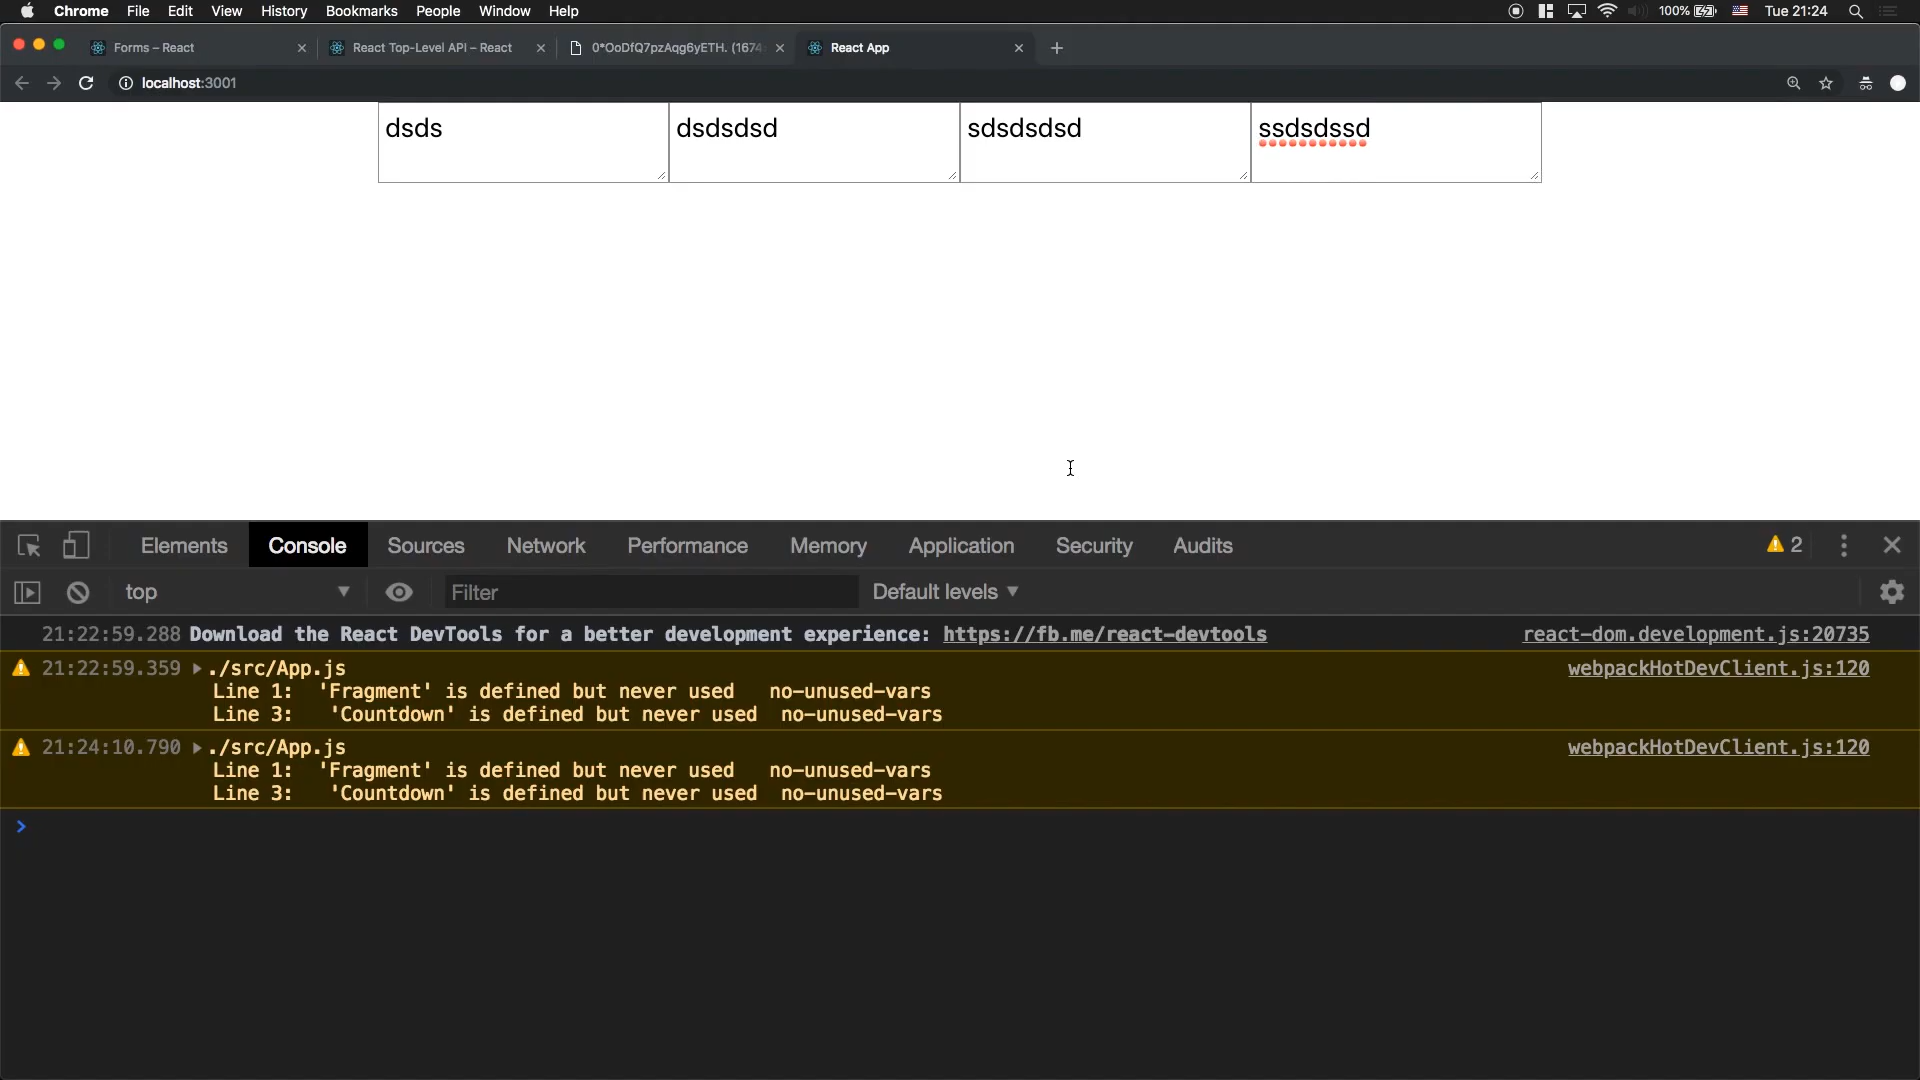 Chrome File Edit View History Bookmarks People Window Help 100% Tue 21:24
Forms – React React Top-Level API – React 0*OoDfQ7pzAqg6yETH. (1674 React App
localhost:3001
dsds dsdsdsd sdsdsdsd ssdsdssd
Elements Console Sources Network Performance Memory Application Security Audits 2
top Filter Default levels
21:22:59.288 Download the React DevTools for a better development experience: https://fb.me/react-devtools react-dom.development.js:20735
21:22:59.359 ./src/App.js webpackHotDevClient.js:120
Line 1: 'Fragment' is defined but never used no-unused-vars
Line 3: 'Countdown' is defined but never used no-unused-vars
21:24:10.790 ./src/App.js webpackHotDevClient.js:120
Line 1: 'Fragment' is defined but never used no-unused-vars
Line 3: 'Countdown' is defined but never used no-unused-vars